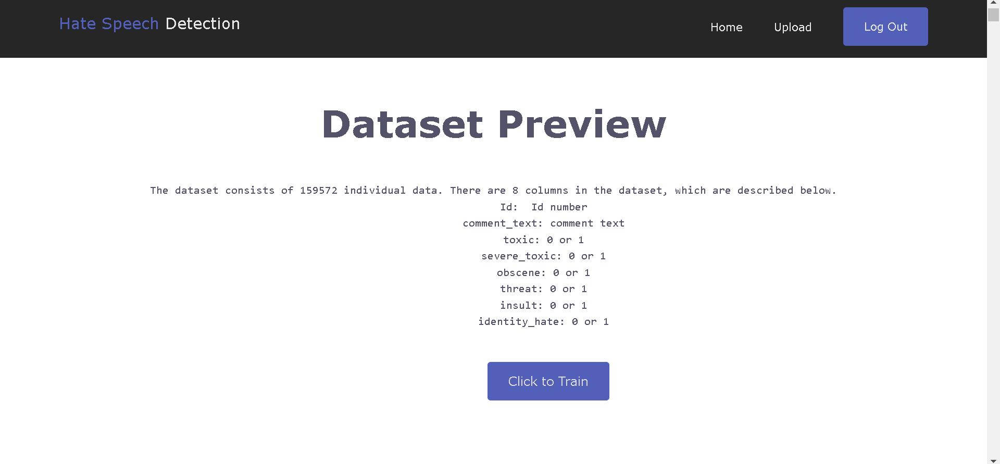 Hate Speech Detection
Home
Upload
Log Out
Dataset Preview
The dataset consists of 159572 individual data. There are 8 columns in the dataset, which are described below.
Id:  Id number
comment_text: comment text
toxic: 0 or 1
severe_toxic: 0 or 1
obscene: 0 or 1
threat: 0 or 1
insult: 0 or 1
identity_hate: 0 or 1
Click to Train